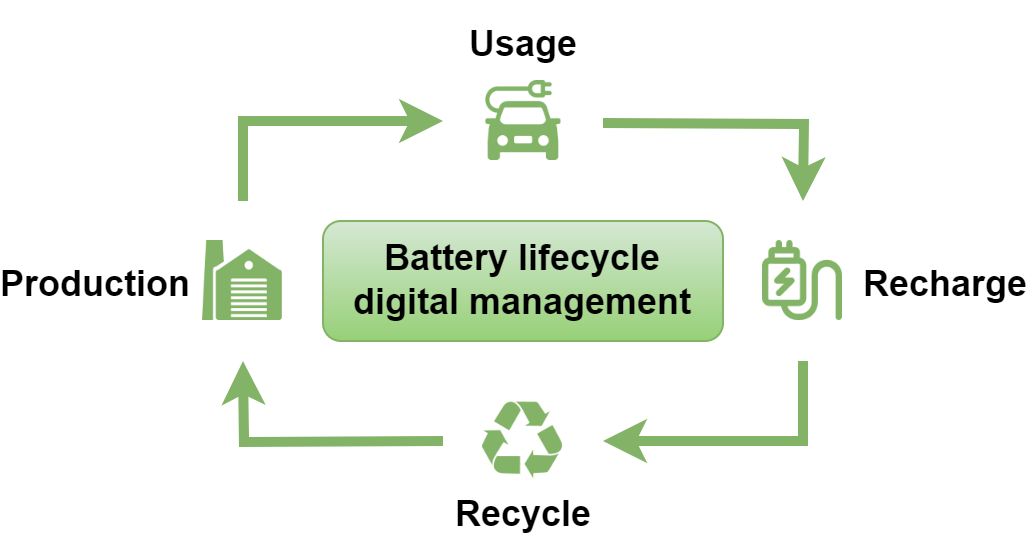 Usage
Battery lifecycle
digital management
Production
Recharge
Recycle